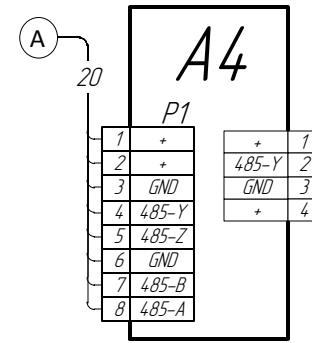 A
A4
20
P1
1 +
2 +
3 GND
4 485-Y
5 485-Z
6 GND
7 485-B
8 485-A
+ 1
485-Y 2
GND 3
+ 4